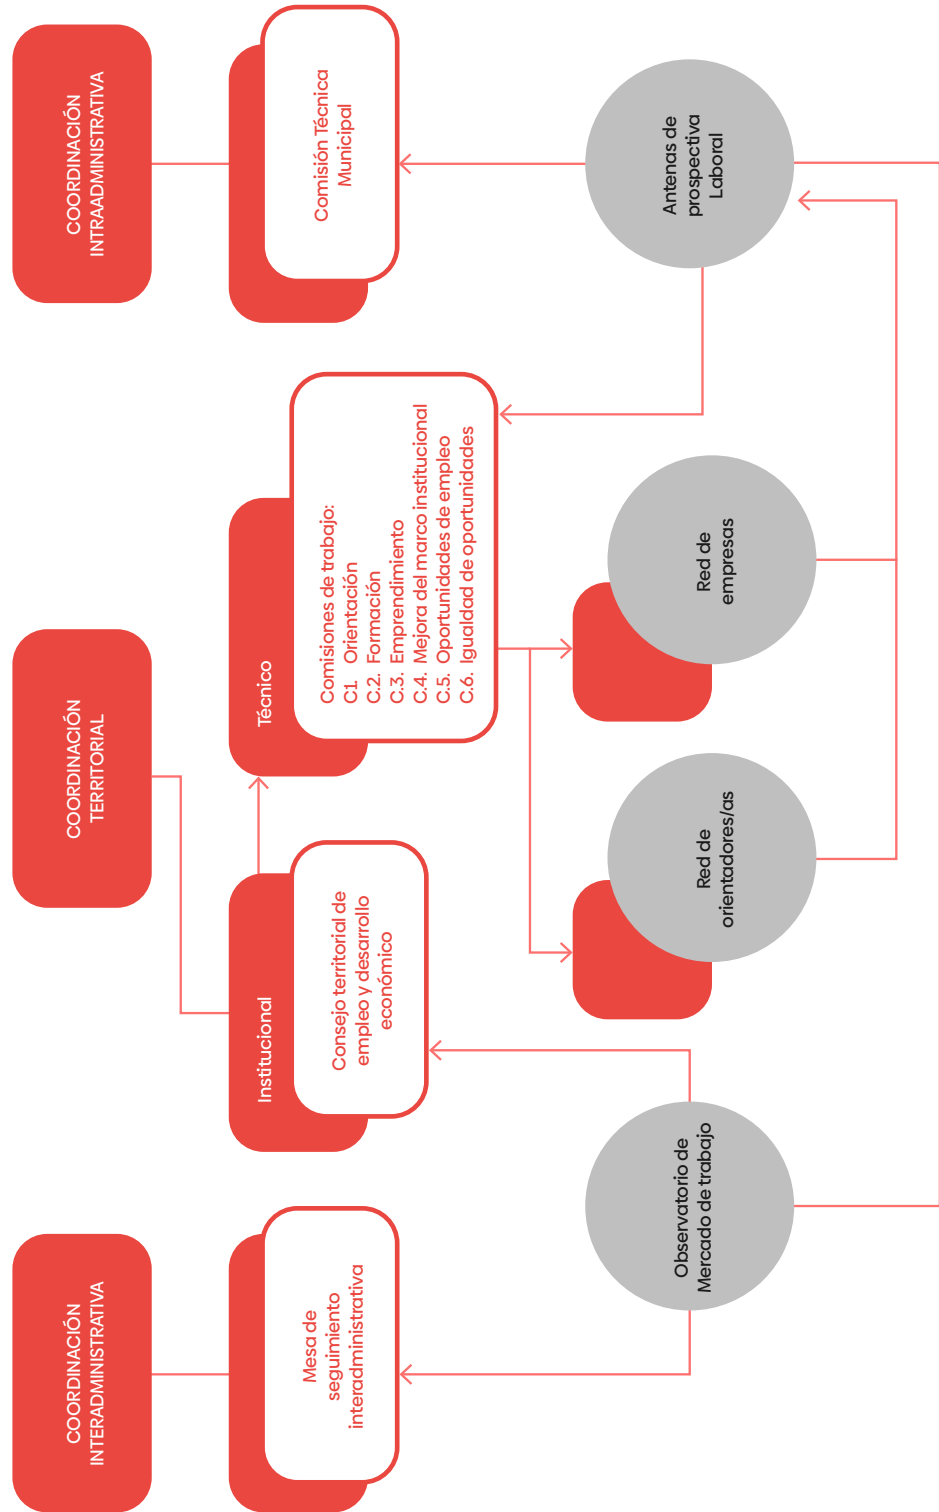 COORDINACIÓN
INTERADMINISTRATIVA
COORDINACIÓN
TERRITORIAL
COORDINACIÓN
INTRAADMINISTRATIVA
Mesa de
seguimiento
interadministrativa
Institucional
Consejo territorial de
empleo y desarrollo
económico
Técnico
Comisiones de trabajo:
C1. Orientación
C.2. Formación
C.3. Emprendimiento
C.4. Mejora del marco institucional
C.5. Oportunidades de empleo
C.6. Igualdad de oportunidades
Comisión Técnica
Municipal
Observatorio de
Mercado de trabajo
Red de
orientadores/as
Red de
empresas
Antenas de
prospectiva
Laboral